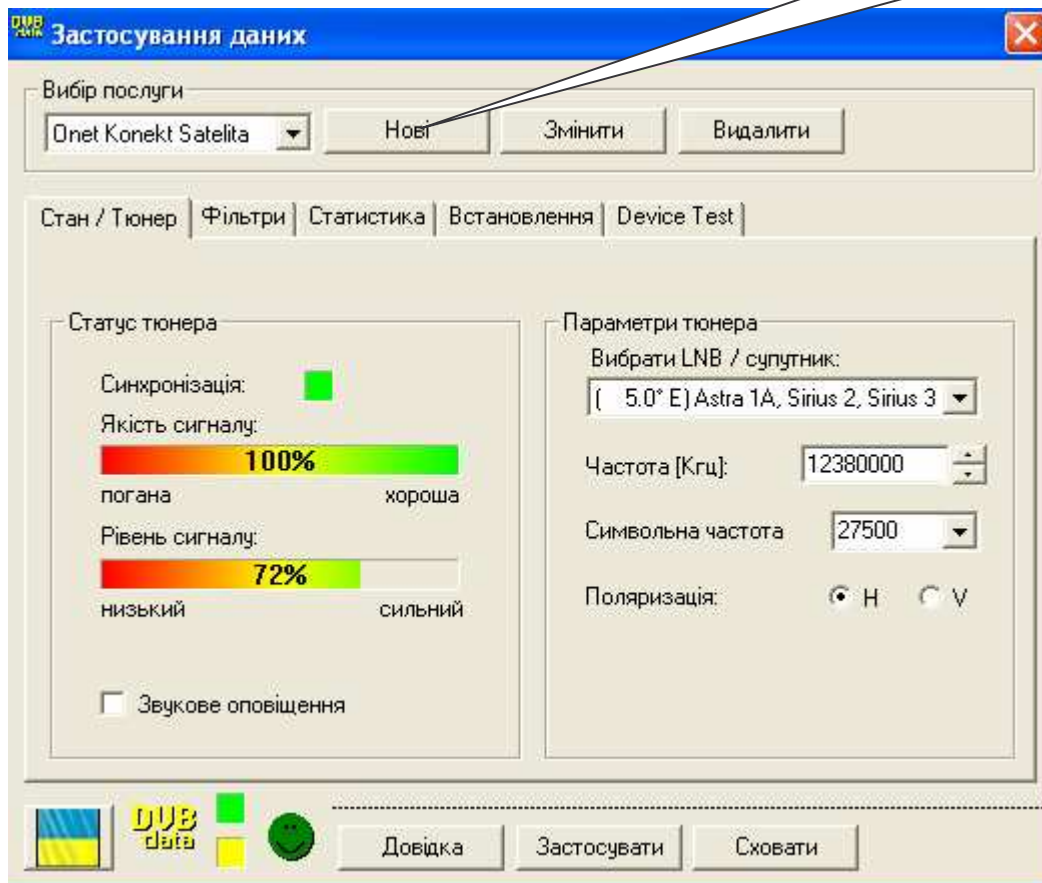 DVB data Застосування даних
Вибір послуги
Onet Konekt Satelita Нові Змінити Видалити
Стан / Тюнер Фільтри Статистика Встановлення Device Test
Статус тюнера
Синхронізація:
Якість сигналу:
100%
погана хороша
Рівень сигналу:
72%
низький сильний
Звукове оповіщення
Параметри тюнера
Вибрати LNB / супутник:
( 5.0° E) Astra 1A, Sirius 2, Sirius 3
Частота [Кгц]: 12380000
Символьна частота 27500
Поляризація: H V
DVB data Довідка Застосувати Сховати